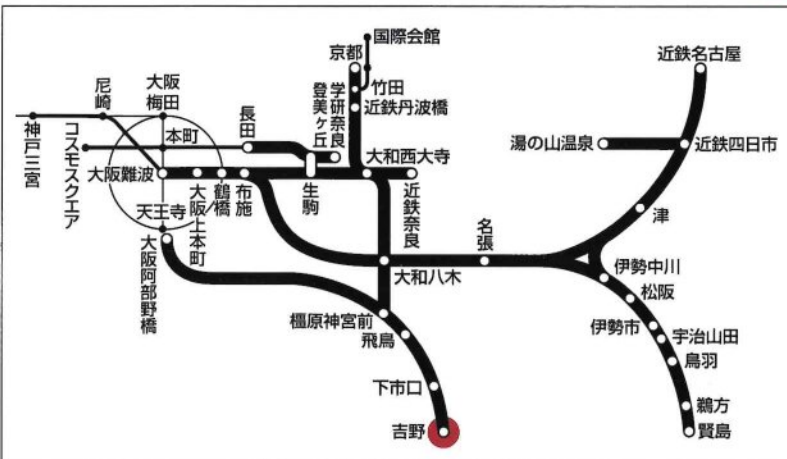 国際会館
京都
竹田
近鉄丹波橋
学研奈良
登美ヶ丘
近鉄名古屋
尼崎
大阪
梅田
神戸三宮
コスモスクエア
本町
長田
湯の山温泉
近鉄四日市
大阪難波
大阪上本町
鶴橋
布施
生駒
大和西大寺
近鉄奈良
天王寺
大阪阿部野橋
津
名張
大和八木
伊勢中川
松阪
伊勢市
宇治山田
鳥羽
鵜方
賢島
橿原神宮前
飛鳥
下市口
吉野